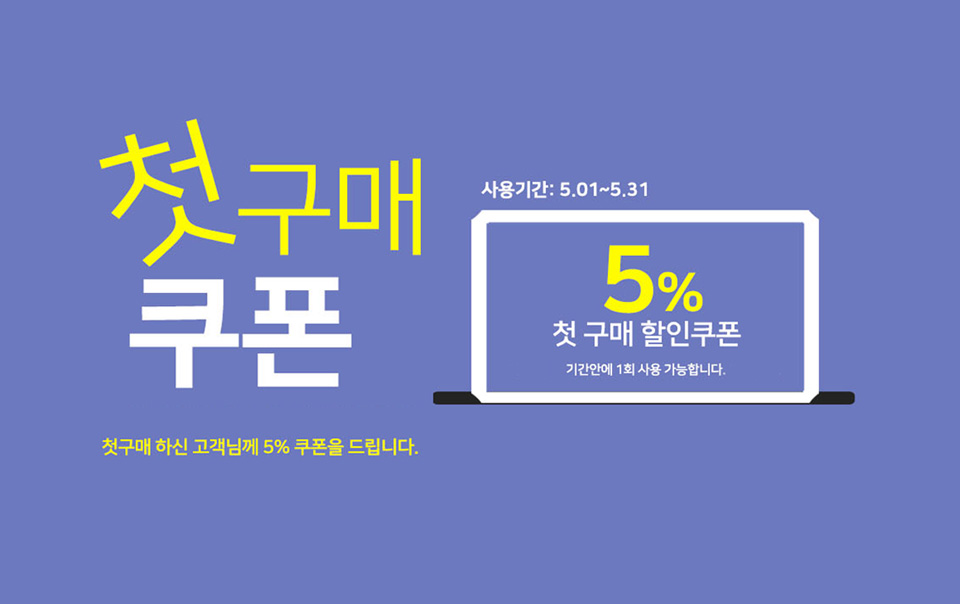 첫구매
쿠폰
첫구매 하신 고객님께 5% 쿠폰을 드립니다.
사용기간: 5.01~5.31
5%
첫 구매 할인쿠폰
기간안에 1회 사용 가능합니다.